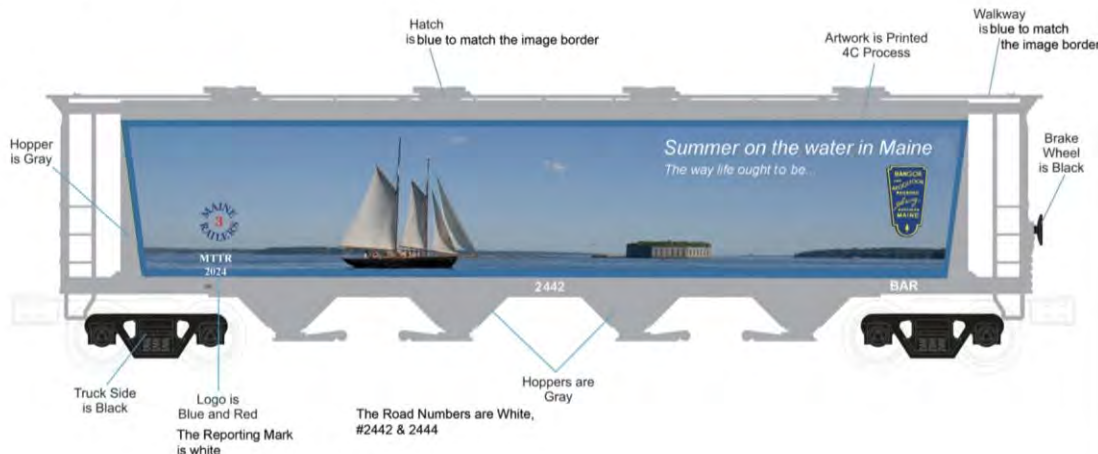 Hatch
is blue to match the image border
Walkway
is blue to match
the image border
Artwork is Printed
4C Process
Hopper
is Gray
Brake
Wheel
is Black
Summer on the water in Maine
The way life ought to be...
MAINE
3
RAILERS
BANGOR
AROOSTOOK
MAINE
MTTR
2024
2442
BAR
Truck Side
is Black
Logo is
Blue and Red
The Reporting Mark
is white
Hoppers are
Gray
The Road Numbers are White,
#2442 & 2444